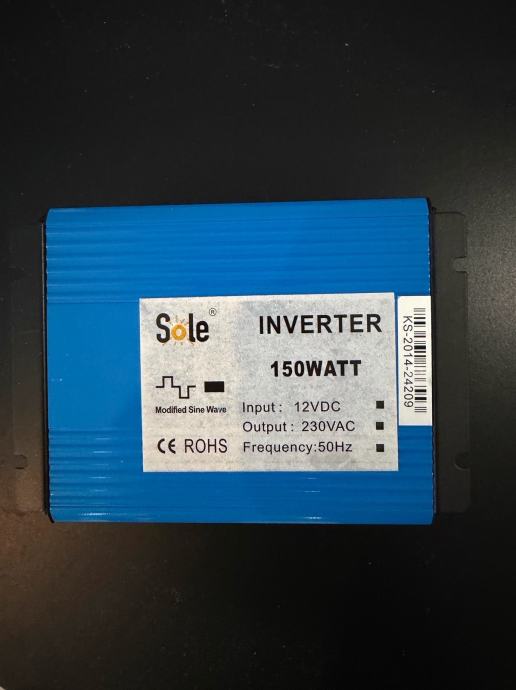 Sole®
INVERTER
150WATT
Modified Sine Wave
Input: 12VDC
Output: 230VAC
CE ROHS
Frequency:50Hz
KS-2014-24209